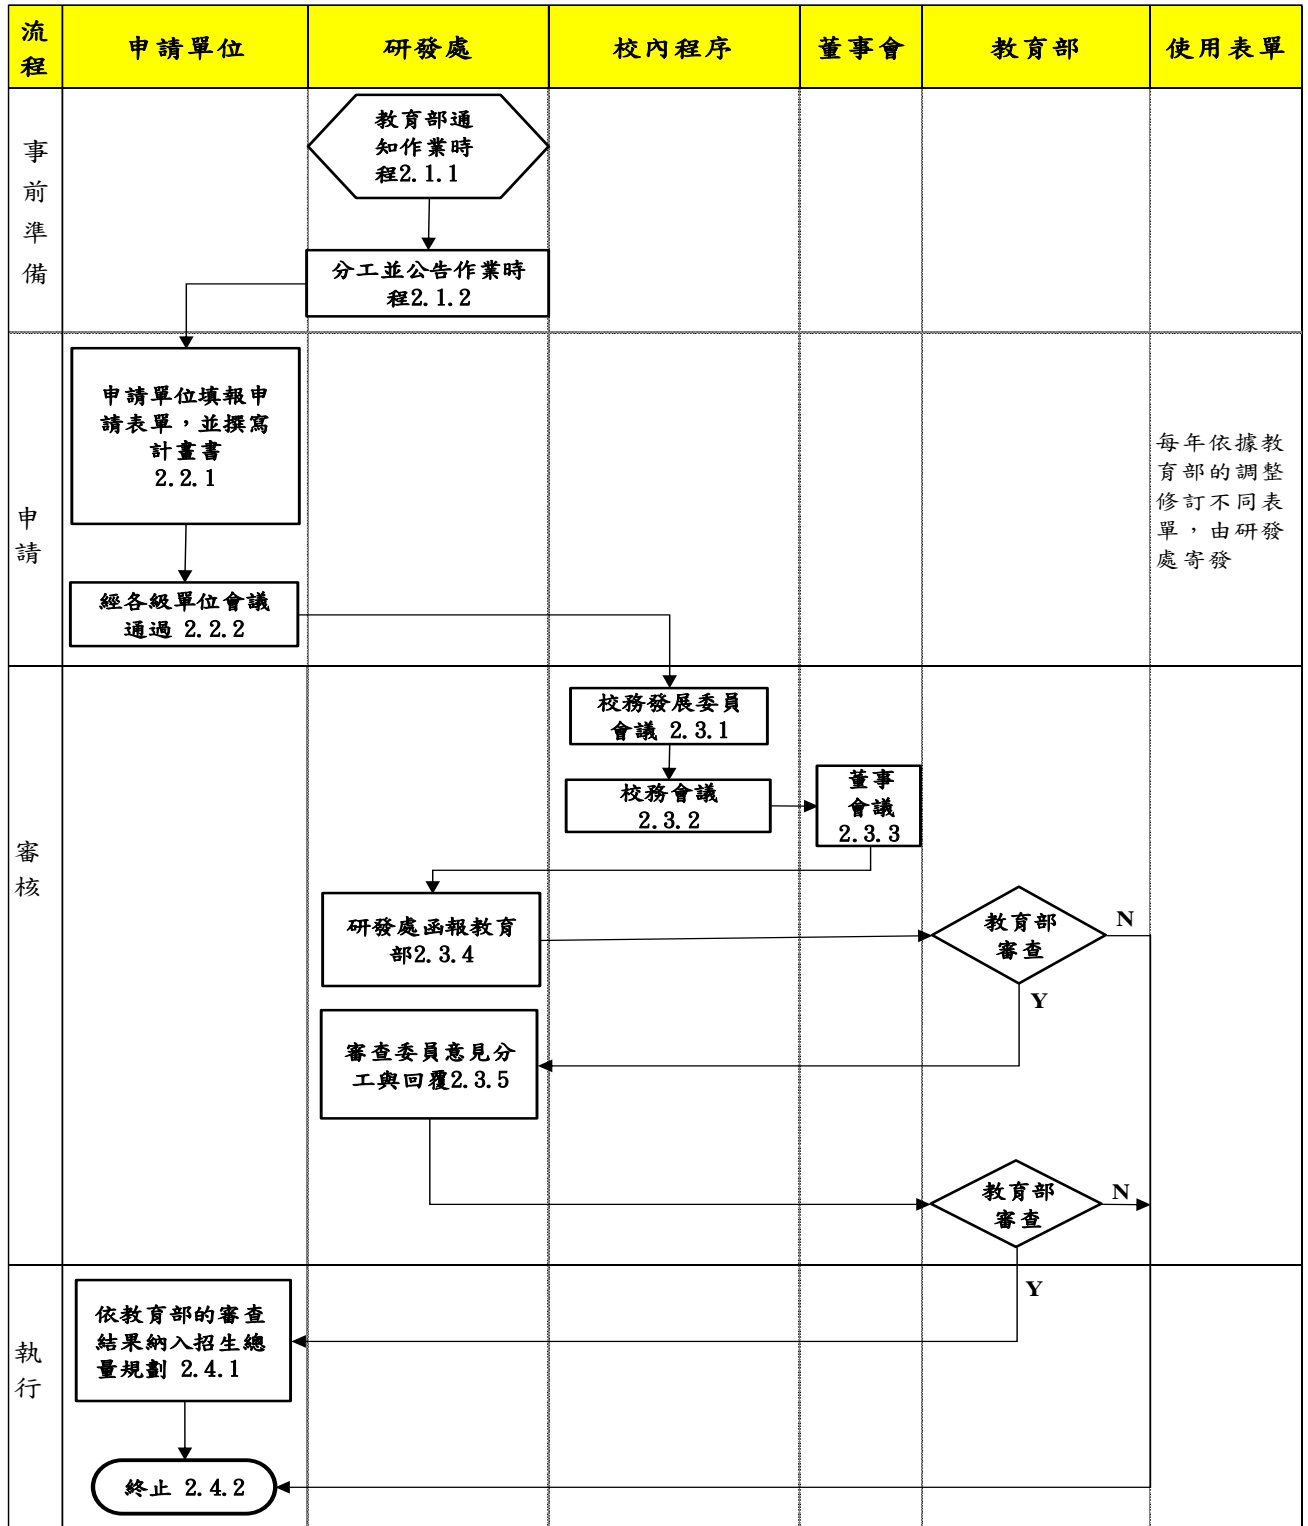 流程
申請單位
研發處
校內程序
董事會
教育部
使用表單
事前準備
教育部通
知作業時
程2.1.1
分工並公告作業時
程2.1.2
申請
申請單位填報申
請表單，並撰寫
計畫書
2.2.1
每年依據教
育部的調整
修訂不同表
單，由研發
處寄發
經各級單位會議
通過 2.2.2
審核
校務發展委員
會議 2.3.1
校務會議
2.3.2
董事
會議
2.3.3
研發處函報教育
部2.3.4
教育部
審查
N
Y
審查委員意見分
工與回覆2.3.5
教育部
審查
N
Y
執行
依教育部的審查
結果納入招生總
量規劃 2.4.1
終止 2.4.2